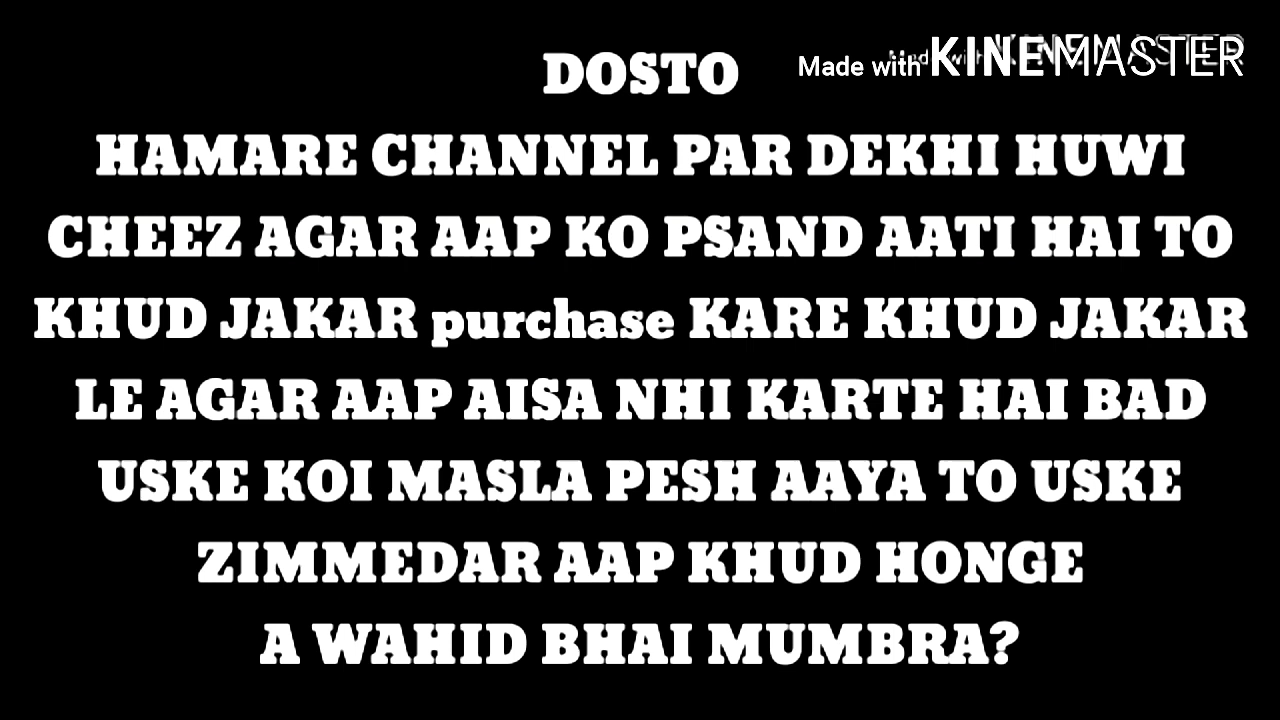 Made with KINEMASTER
DOSTO
HAMARE CHANNEL PAR DEKHI HUWI
CHEEZ AGAR AAP KO PSAND AATI HAI TO
KHUD JAKAR purchase KARE KHUD JAKAR
LE AGAR AAP AISA NHI KARTE HAI BAD
USKE KOI MASLA PESH AAYA TO USKE
ZIMMEDAR AAP KHUD HONGE
A WAHID BHAI MUMBRA?